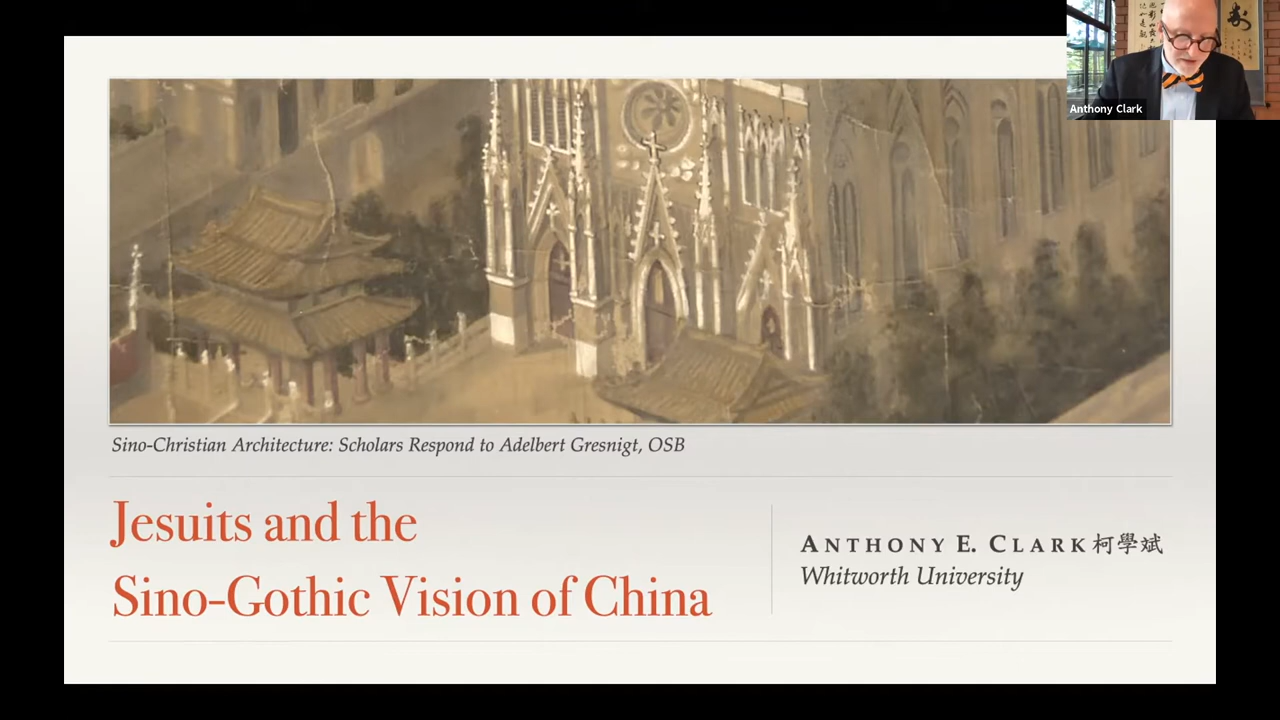 Anthony Clark
Sino-Christian Architecture: Scholars Respond to Adelbert Gresnigt, OSB
Jesuits and the
Sino-Gothic Vision of China
ANTHONY E. CLARK 柯學斌
Whitworth University